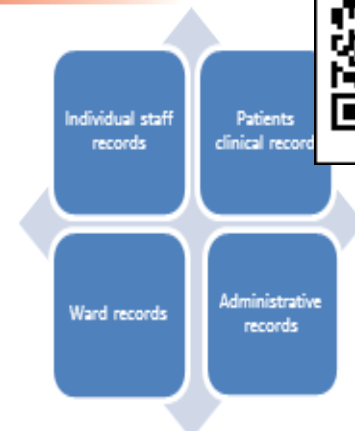 Individual staff
records
Patients
clinical record
Ward records
Administrative
records